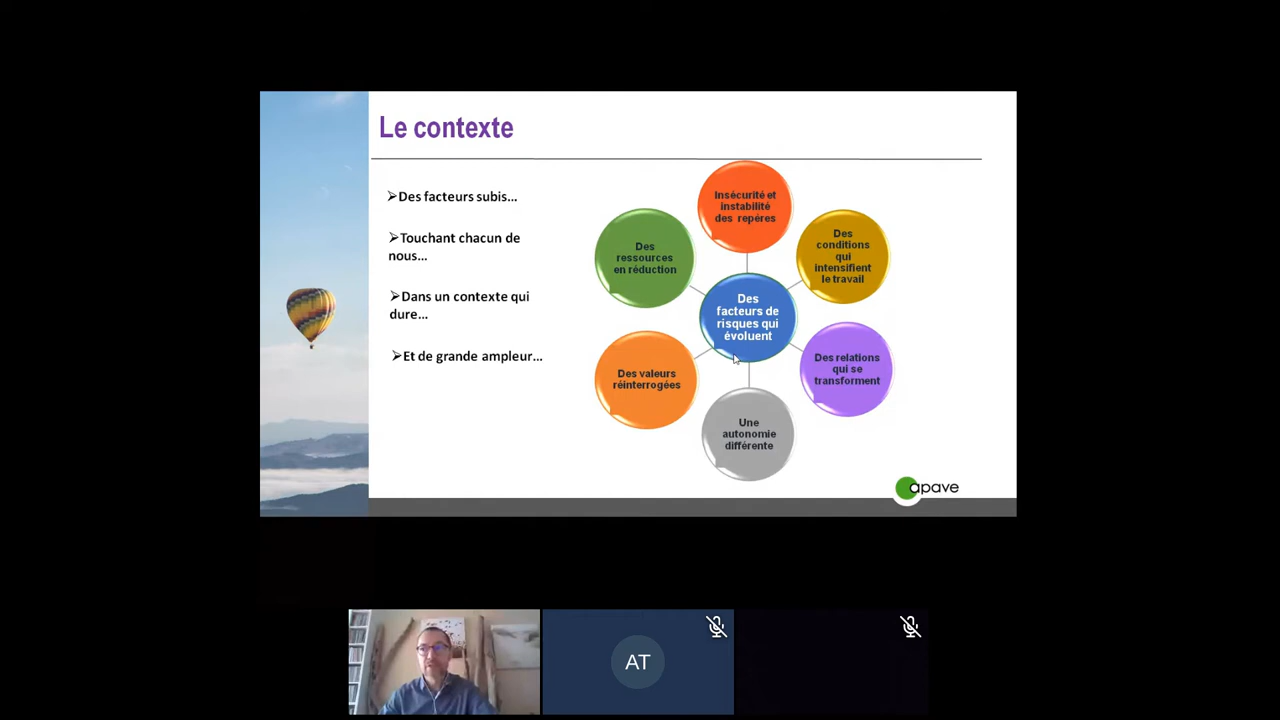 Le contexte
➢Des facteurs subis...
➢Touchant chacun de
nous...
➢Dans un contexte qui
dure...
➢Et de grande ampleur...
Insécurité et
instabilité
des repères
Des
conditions
qui
intensifient
le travail
Des relations
qui se
transforment
Une
autonomie
différente
Des valeurs
réinterrogées
Des
ressources
en réduction
Des
facteurs de
risques qui
évoluent
apave
AT